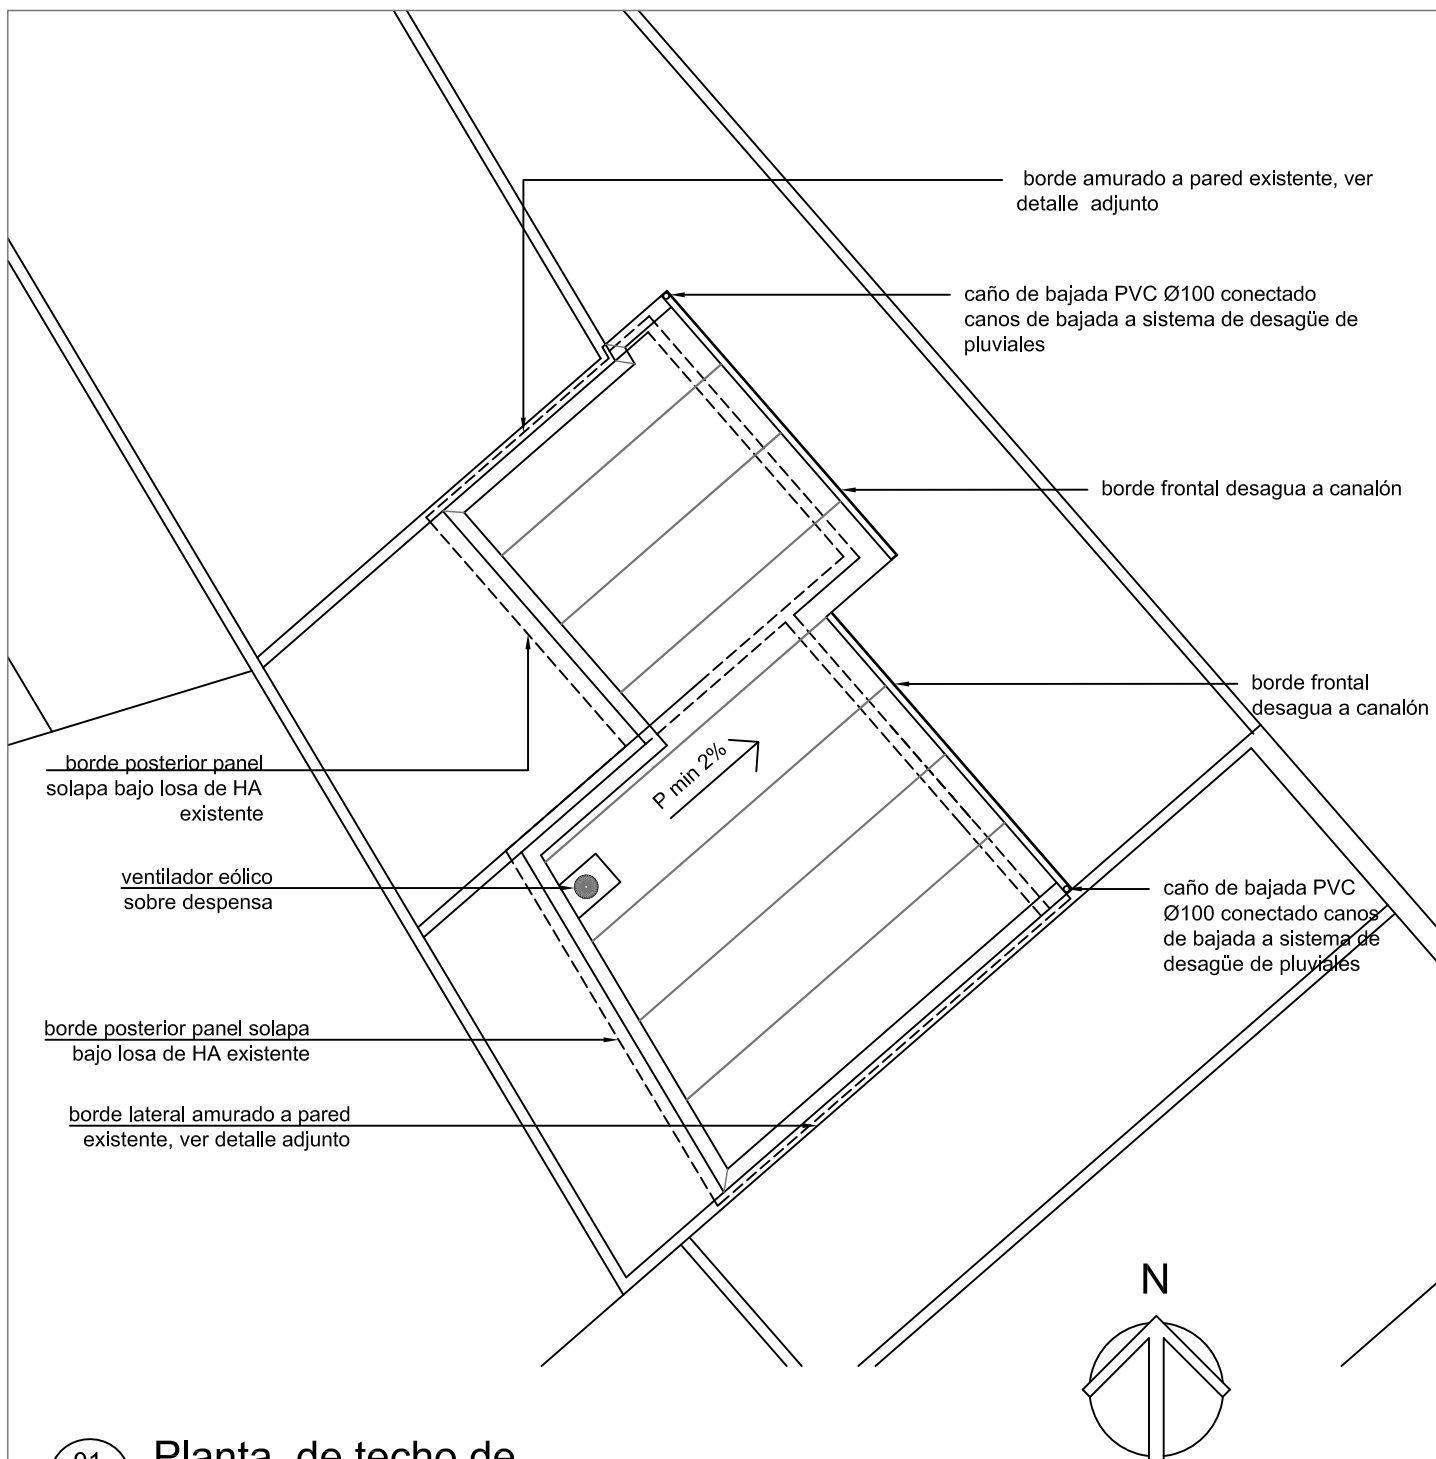 borde amurado a pared existente, ver
detalle adjunto
caño de bajada PVC Ø100 conectado
canos de bajada a sistema de desagüe de
pluviales
borde frontal desagua a canalón
borde frontal
desagua a canalón
borde posterior panel
solapa bajo losa de HA
existente
P min 2%
ventilador eólico
sobre despensa
caño de bajada PVC
Ø100 conectado canos
de bajada a sistema de
desagüe de pluviales
borde posterior panel solapa
bajo losa de HA existente
borde lateral amurado a pared
existente, ver detalle adjunto
N
01
Planta de techo de